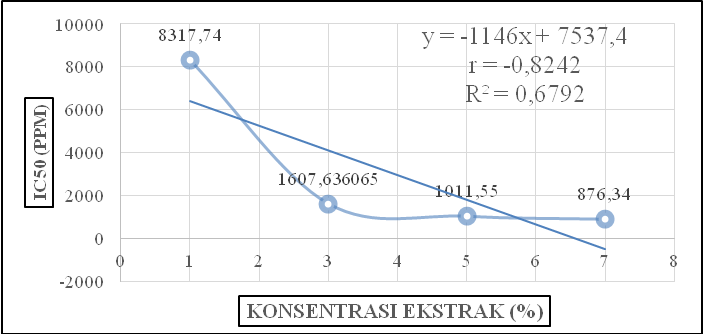 10000
8000
6000
4000
2000
0
-2000
IC50 (PPM)
8317,74
1607,636065
1011,55
876,34
y = -1146x + 7537,4
r = -0,8242
R² = 0,6792
0 1 2 3 4 5 6 7 8
KONSENTRASI EKSTRAK (%)